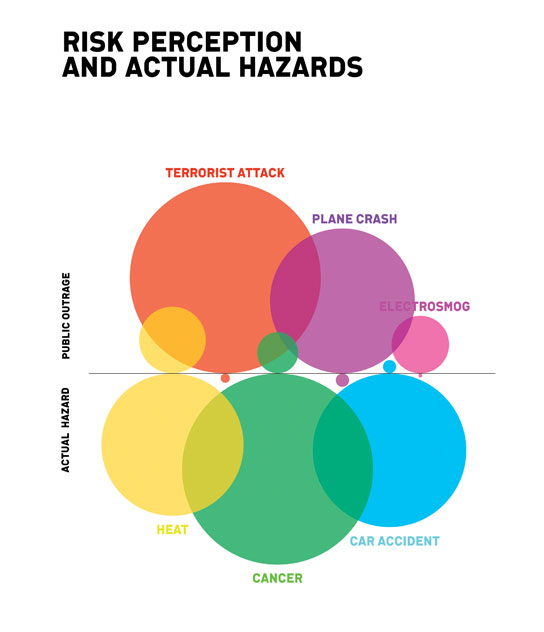 RISK PERCEPTION
AND ACTUAL HAZARDS
TERRORIST ATTACK
PLANE CRASH
ELECTROSMOG
PUBLIC OUTRAGE
ACTUAL HAZARD
HEAT
CAR ACCIDENT
CANCER